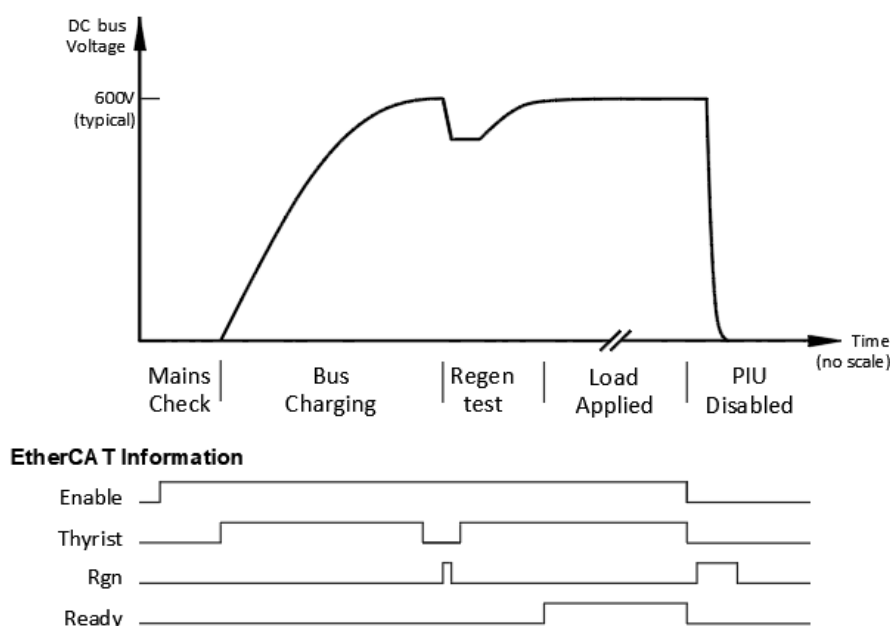 DC bus
Voltage
600V
(typical)
Time
(no scale)
Mains
Check
Bus
Charging
Regen
test
Load
Applied
PIU
Disabled
EtherCAT Information
Enable
Thyrist
Rgn
Ready